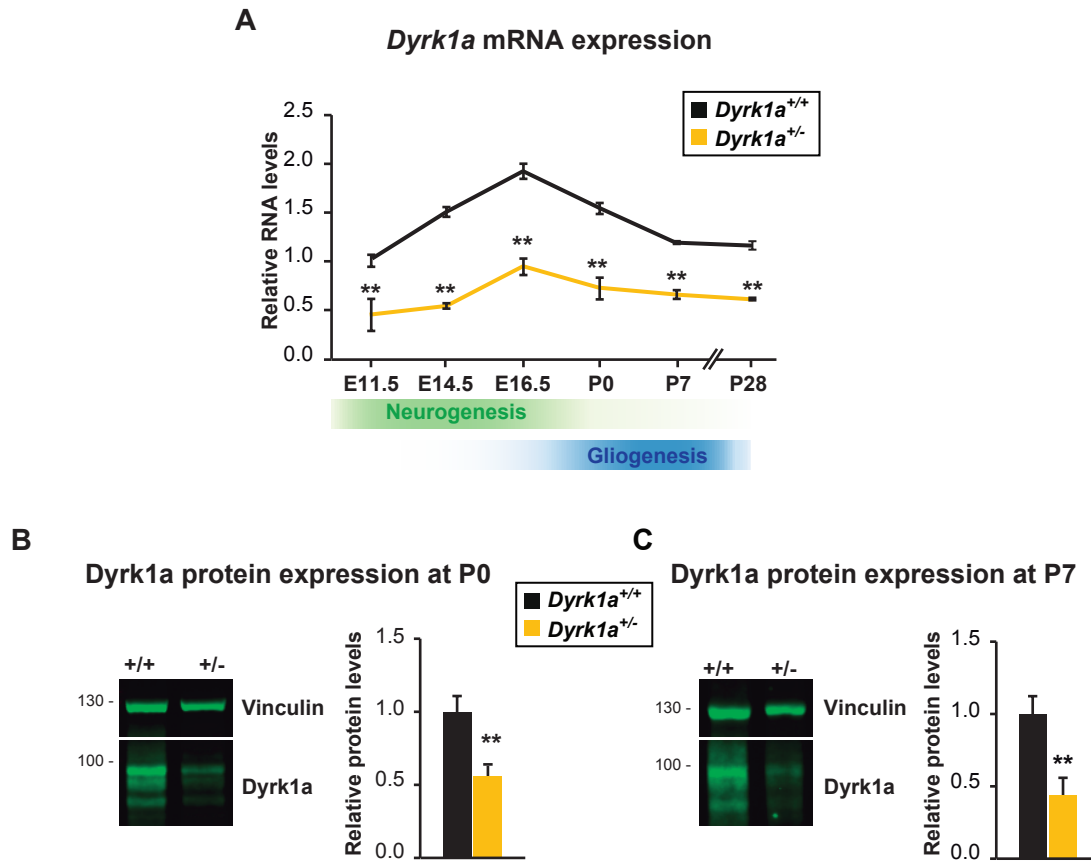 A
Dyrk1a mRNA expression
Dyrk1a+/+
Dyrk1a+/-
Relative RNA levels
2.5
2.0
1.5
1.0
0.5
0.0
** ** ** ** ** **
E11.5 E14.5 E16.5 P0 P7 P28
Neurogenesis
Gliogenesis
B
Dyrk1a protein expression at P0
Dyrk1a+/+
Dyrk1a+/-
+/+ +/-
130 -
Vinculin
100 -
Dyrk1a
Relative protein levels
1.5
1.0
0.5
0.0
**
C
Dyrk1a protein expression at P7
+/+ +/-
130 -
Vinculin
100 -
Dyrk1a
Relative protein levels
1.5
1.0
0.5
0.0
**